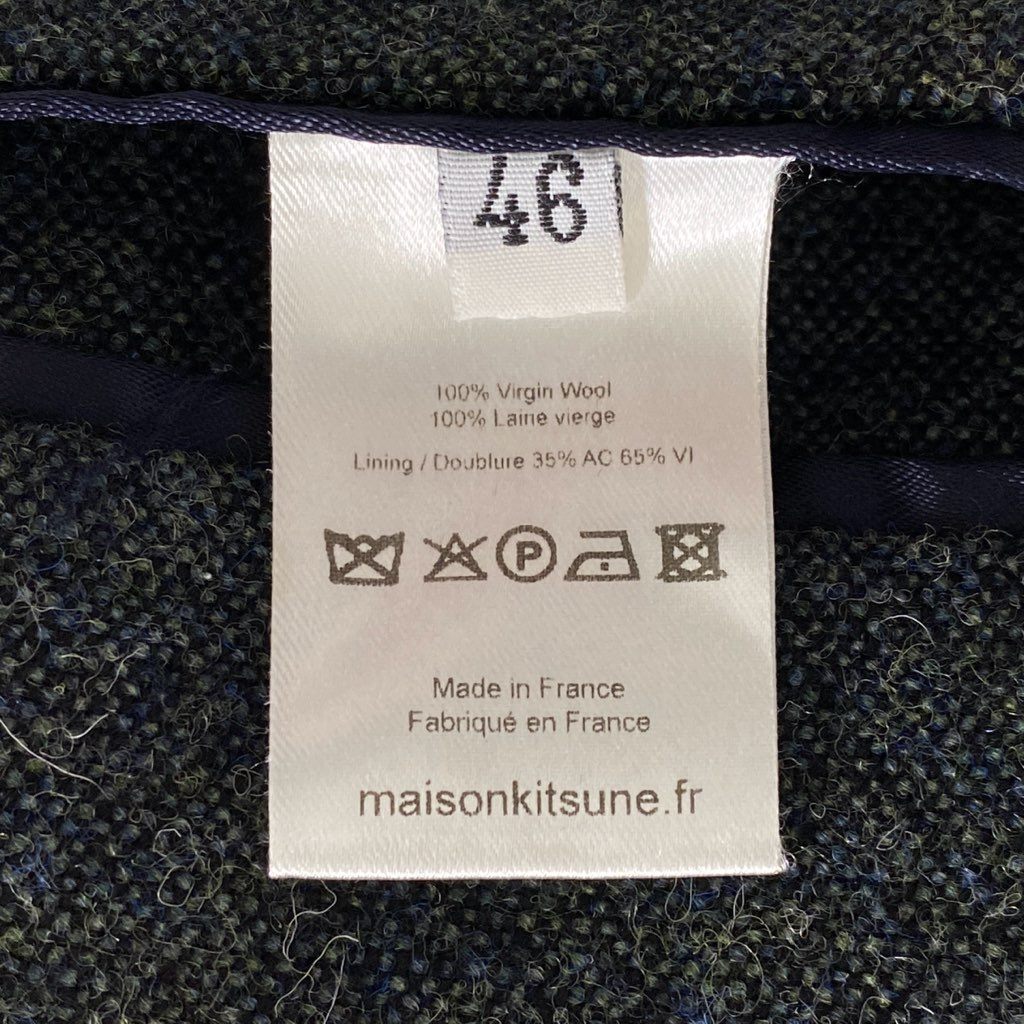 46
100% Virgin Wool
100% Laine vierge
Lining / Doublure 35% AC 65% VI
P
Made in France
Fabriqué en France
maisonkitsune.fr